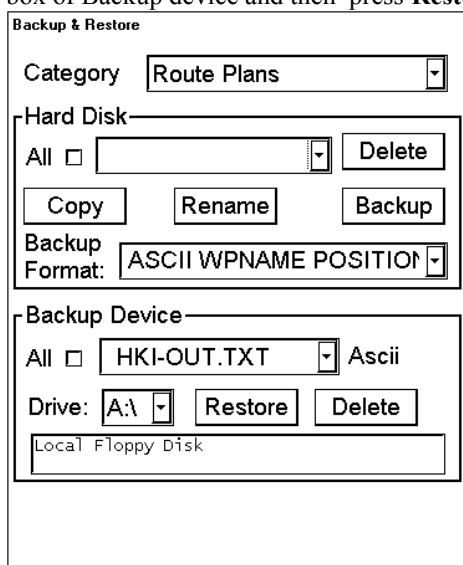 box of Backup device and then press Resto
Backup & Restore
Category Route Plans
Hard Disk
All Delete
Copy Rename Backup
Backup
Format: ASCII WPNAME POSITION
Backup Device
All HKI-OUT.TXT Ascii
Drive: A:\ Restore Delete
Local Floppy Disk